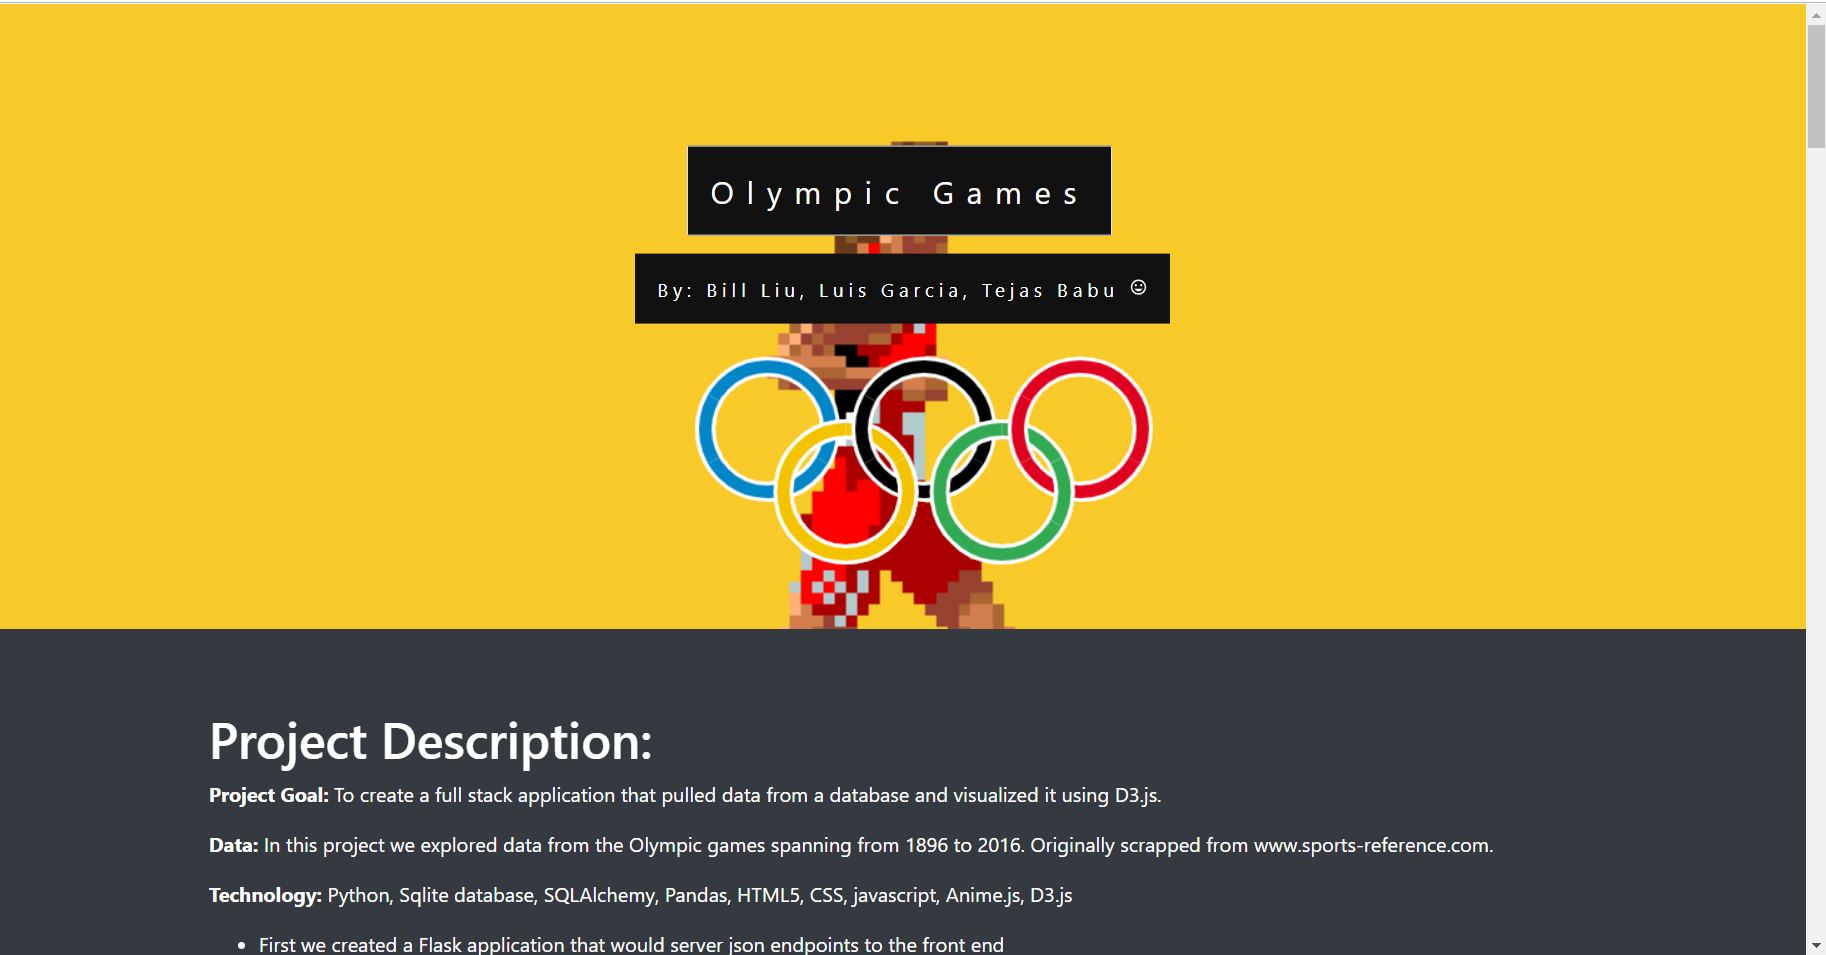 Olympic Games
By: Bill Liu, Luis Garcia, Tejas Babu ☺
Project Description:
Project Goal: To create a full stack application that pulled data from a database and visualized it using D3.js.
Data: In this project we explored data from the Olympic games spanning from 1896 to 2016. Originally scrapped from www.sports-reference.com.
Technology: Python, Sqlite database, SQLAlchemy, Pandas, HTML5, CSS, javascript, Anime.js, D3.js
• First we created a Flask application that would server json endpoints to the front end